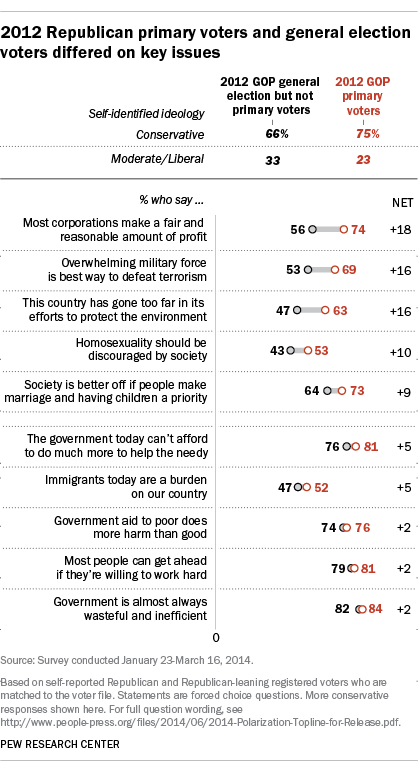 2012 Republican primary voters and general election
voters differed on key issues
2012 GOP general
election but not
primary voters
2012 GOP
primary
voters
Self-identified ideology
Conservative 66% 75%
Moderate/Liberal 33 23
% who say ... NET
Most corporations make a fair and
reasonable amount of profit 56 74 +18
Overwhelming military force
is best way to defeat terrorism 53 69 +16
This country has gone too far in its
efforts to protect the environment 47 63 +16
Homosexuality should be
discouraged by society 43 53 +10
Society is better off if people make
marriage and having children a priority 64 73 +9
The government today can't afford
to do much more to help the needy 76 81 +5
Immigrants today are a burden
on our country 47 52 +5
Government aid to poor does
more harm than good 74 76 +2
Most people can get ahead
if they're willing to work hard 79 81 +2
Government is almost always
wasteful and inefficient 82 84 +2
0
Source: Survey conducted January 23-March 16, 2014.
Based on self-reported Republican and Republican-leaning registered voters who are
matched to the voter file. Statements are forced choice questions. More conservative
responses shown here. For full question wording, see
http://www.people-press.org/files/2014/06/2014-Polarization-Topline-for-Release.pdf.
PEW RESEARCH CENTER